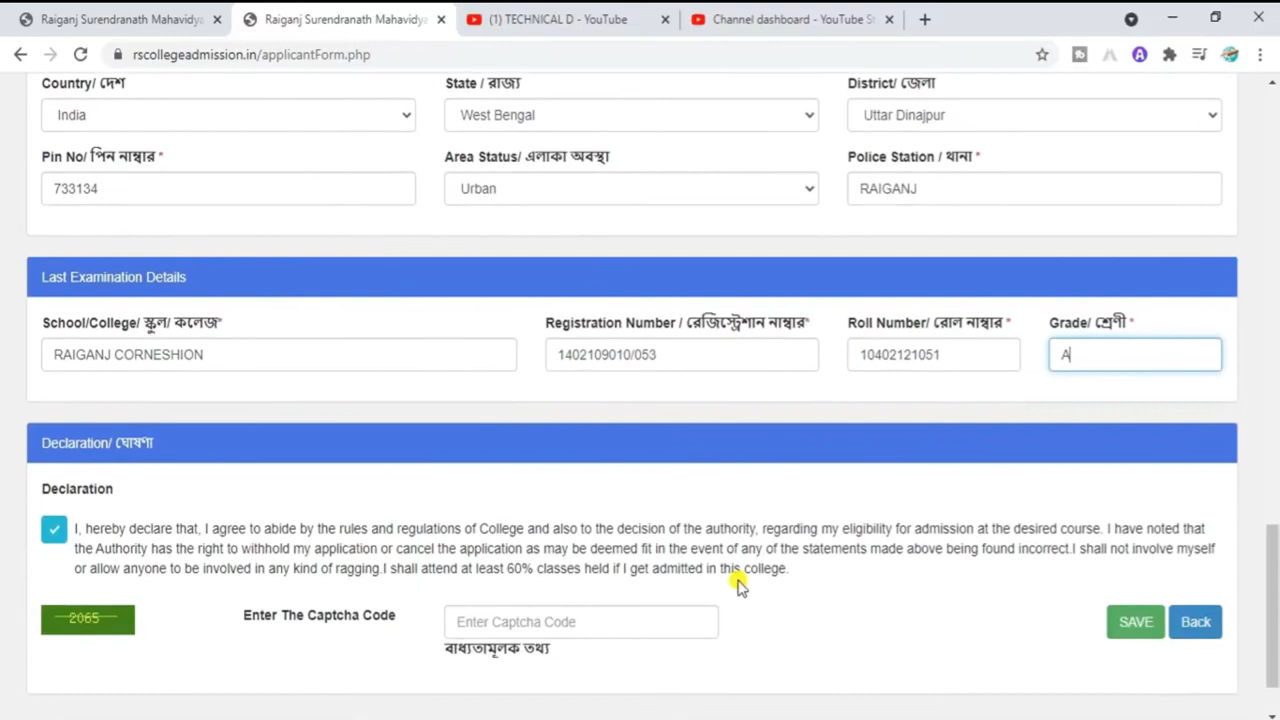 Raiganj Surendranath Mahavidya
Raiganj Surendranath Mahavidya
(1) TECHNICAL D - YouTube
Channel dashboard - YouTube St
rscollegeadmission.in/applicantForm.php
Country/ দেশ
State / রাজ্য
District/ জেলা
India
West Bengal
Uttar Dinajpur
Pin No/ পিন নাম্বার *
Area Status/ এলাকা অবস্থা
Police Station / থানা *
733134
Urban
RAIGANJ
Last Examination Details
School/College/ স্কুল/ কলেজ*
Registration Number / রেজিস্ট্রেশান নাম্বার*
Roll Number/ রোল নাম্বার *
Grade/ শ্রেণী *
RAIGANJ CORNESHION
1402109010/053
10402121051
A
Declaration/ ঘোষণা
Declaration
I, hereby declare that, I agree to abide by the rules and regulations of College and also to the decision of the authority, regarding my eligibility for admission at the desired course. I have noted that
the Authority has the right to withhold my application or cancel the application as may be deemed fit in the event of any of the statements made above being found incorrect.I shall not involve myself
or allow anyone to be involved in any kind of ragging.I shall attend at least 60% classes held if I get admitted in this college.
2065
Enter The Captcha Code
Enter Captcha Code
SAVE
Back
বাধ্যতামূলক তথ্য